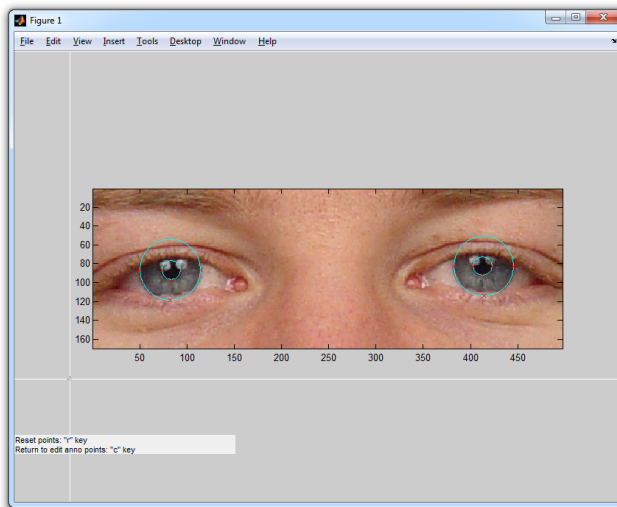 Figure 1
File Edit View Insert Tools Desktop Window Help
20
40
60
80
100
120
140
160
50 100 150 200 250 300 350 400 450
Reset points: "r" key
Return to edit anno points: "c" key